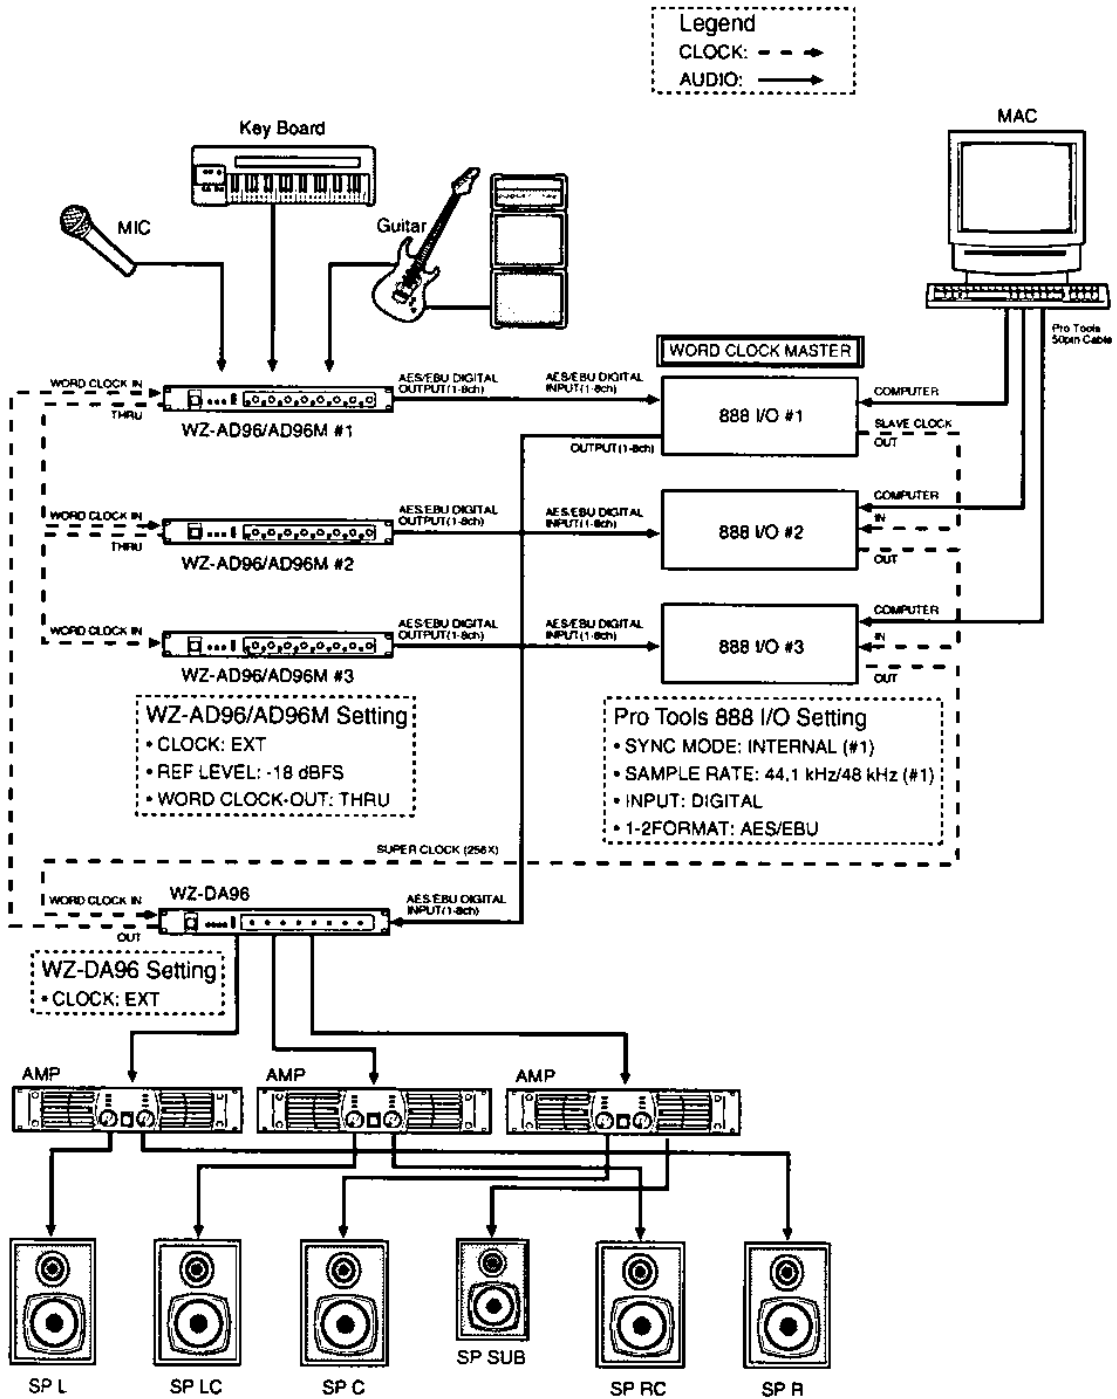 Legend
CLOCK:
AUDIO:
MAC
Key Board
MIC
Guitar
Pro Tools
50pin Cable
WORD CLOCK MASTER
WORD CLOCK IN
THRU
WZ-AD96/AD96M #1
AES/EBU DIGITAL
OUTPUT(1-8ch)
AES/EBU DIGITAL
INPUT(1-8ch)
888 I/O #1
COMPUTER
SLAVE CLOCK
OUT
OUTPUT(1-8ch)
WORD CLOCK IN
THRU
WZ-AD96/AD96M #2
AES/EBU DIGITAL
OUTPUT(1-8ch)
AES/EBU DIGITAL
INPUT(1-8ch)
888 I/O #2
COMPUTER
IN
OUT
WORD CLOCK IN
WZ-AD96/AD96M #3
AES/EBU DIGITAL
OUTPUT(1-8ch)
AES/EBU DIGITAL
INPUT(1-8ch)
888 I/O #3
COMPUTER
IN
OUT
WZ-AD96/AD96M Setting
• CLOCK: EXT
• REF LEVEL: -18 dBFS
• WORD CLOCK-OUT: THRU
Pro Tools 888 I/O Setting
• SYNC MODE: INTERNAL (#1)
• SAMPLE RATE: 44.1 kHz/48 kHz (#1)
• INPUT: DIGITAL
• 1-2FORMAT: AES/EBU
SUPER CLOCK (256X)
WORD CLOCK IN
OUT
WZ-DA96
AES/EBU DIGITAL
INPUT(1-8ch)
WZ-DA96 Setting
• CLOCK: EXT
AMP
AMP
AMP
SP L
SP LC
SP C
SP SUB
SP RC
SP R